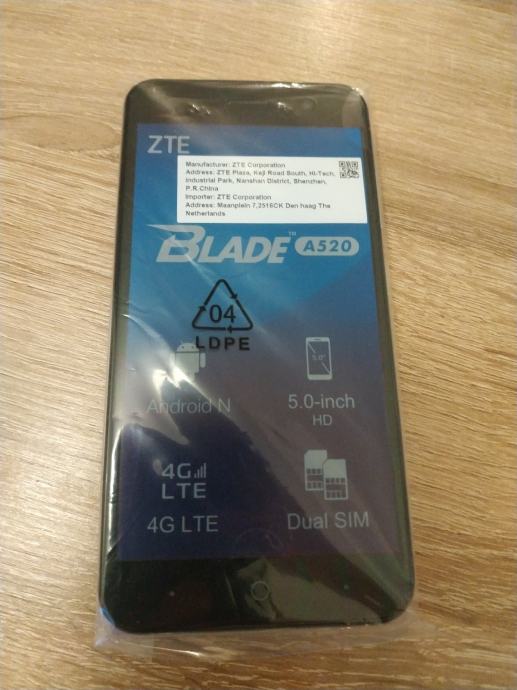 ZTE
Manufacturer: ZTE Corporation
Address: ZTE Plaza, Keji Road South, Hi-Tech,
Industrial Park, Nanshan District, Shenzhen,
P.R.China
Importer: ZTE Corporation
Address: Maanplein 7,2516CK Den haag The
Netherlands
BLADE™ A520
04
LDPE
5.0"
Android N
5.0-inch
HD
4G
LTE
4G LTE
Dual SIM